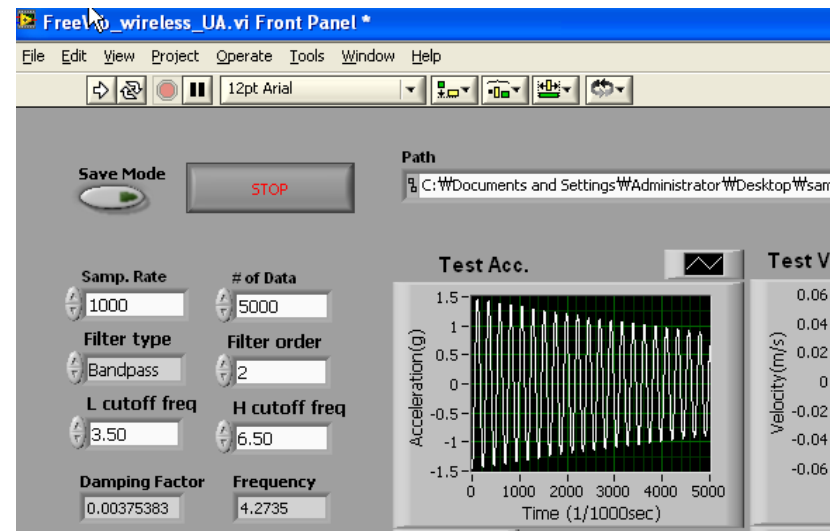 _wireless_UA.vi Front Panel *
File Edit View Project Operate Tools Window Help
12pt Arial
Save Mode
STOP
Path
C:₩Documents and Settings₩Administrator₩Desktop₩sam
Samp. Rate
# of Data
1000
5000
Filter type
Filter order
Bandpass
2
L cutoff freq
H cutoff freq
3.50
6.50
Damping Factor
Frequency
0.00375383
4.2735
Test Acc.
Acceleration(g)
1.5
1
0.5
0
-0.5
-1
-1.5
0 1000 2000 3000 4000 5000
Time (1/1000sec)
Test V
Velocity(m/s)
0.06
0.04
0.02
0
-0.02
-0.04
-0.06